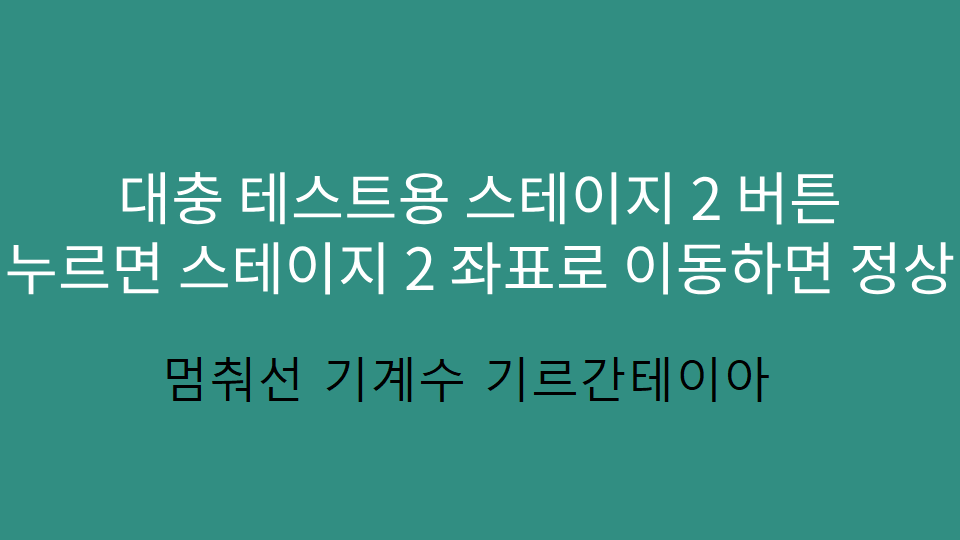 대충 테스트용 스테이지 2 버튼
누르면 스테이지 2 좌표로 이동하면 정상
멈춰선 기계수 기르간테이아